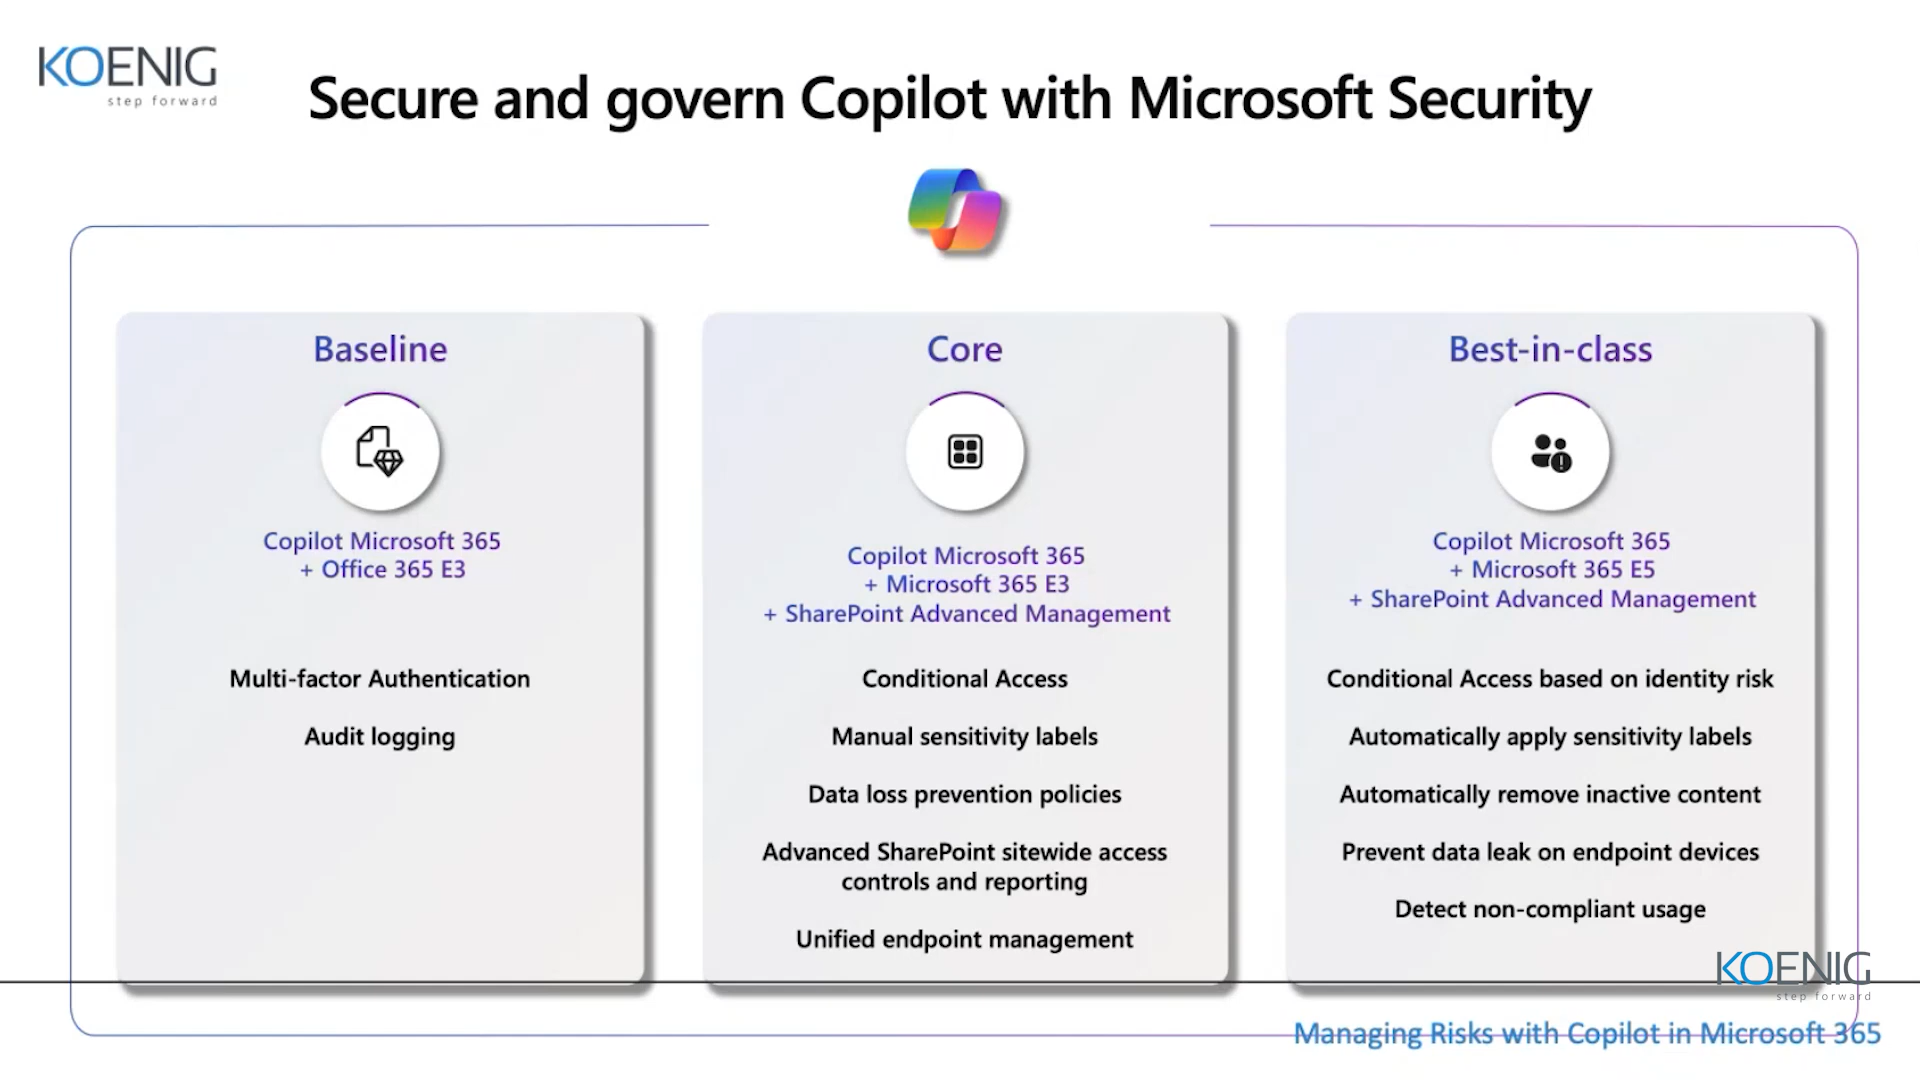 KOENIG
step forward
Secure and govern Copilot with Microsoft Security
Baseline
Copilot Microsoft 365
+ Office 365 E3
Multi-factor Authentication
Audit logging
Core
Copilot Microsoft 365
+ Microsoft 365 E3
+ SharePoint Advanced Management
Conditional Access
Manual sensitivity labels
Data loss prevention policies
Advanced SharePoint sitewide access
controls and reporting
Unified endpoint management
Best-in-class
Copilot Microsoft 365
+ Microsoft 365 E5
+ SharePoint Advanced Management
Conditional Access based on identity risk
Automatically apply sensitivity labels
Automatically remove inactive content
Prevent data leak on endpoint devices
Detect non-compliant usage
KOENIG
step forward
Managing Risks with Copilot in Microsoft 365